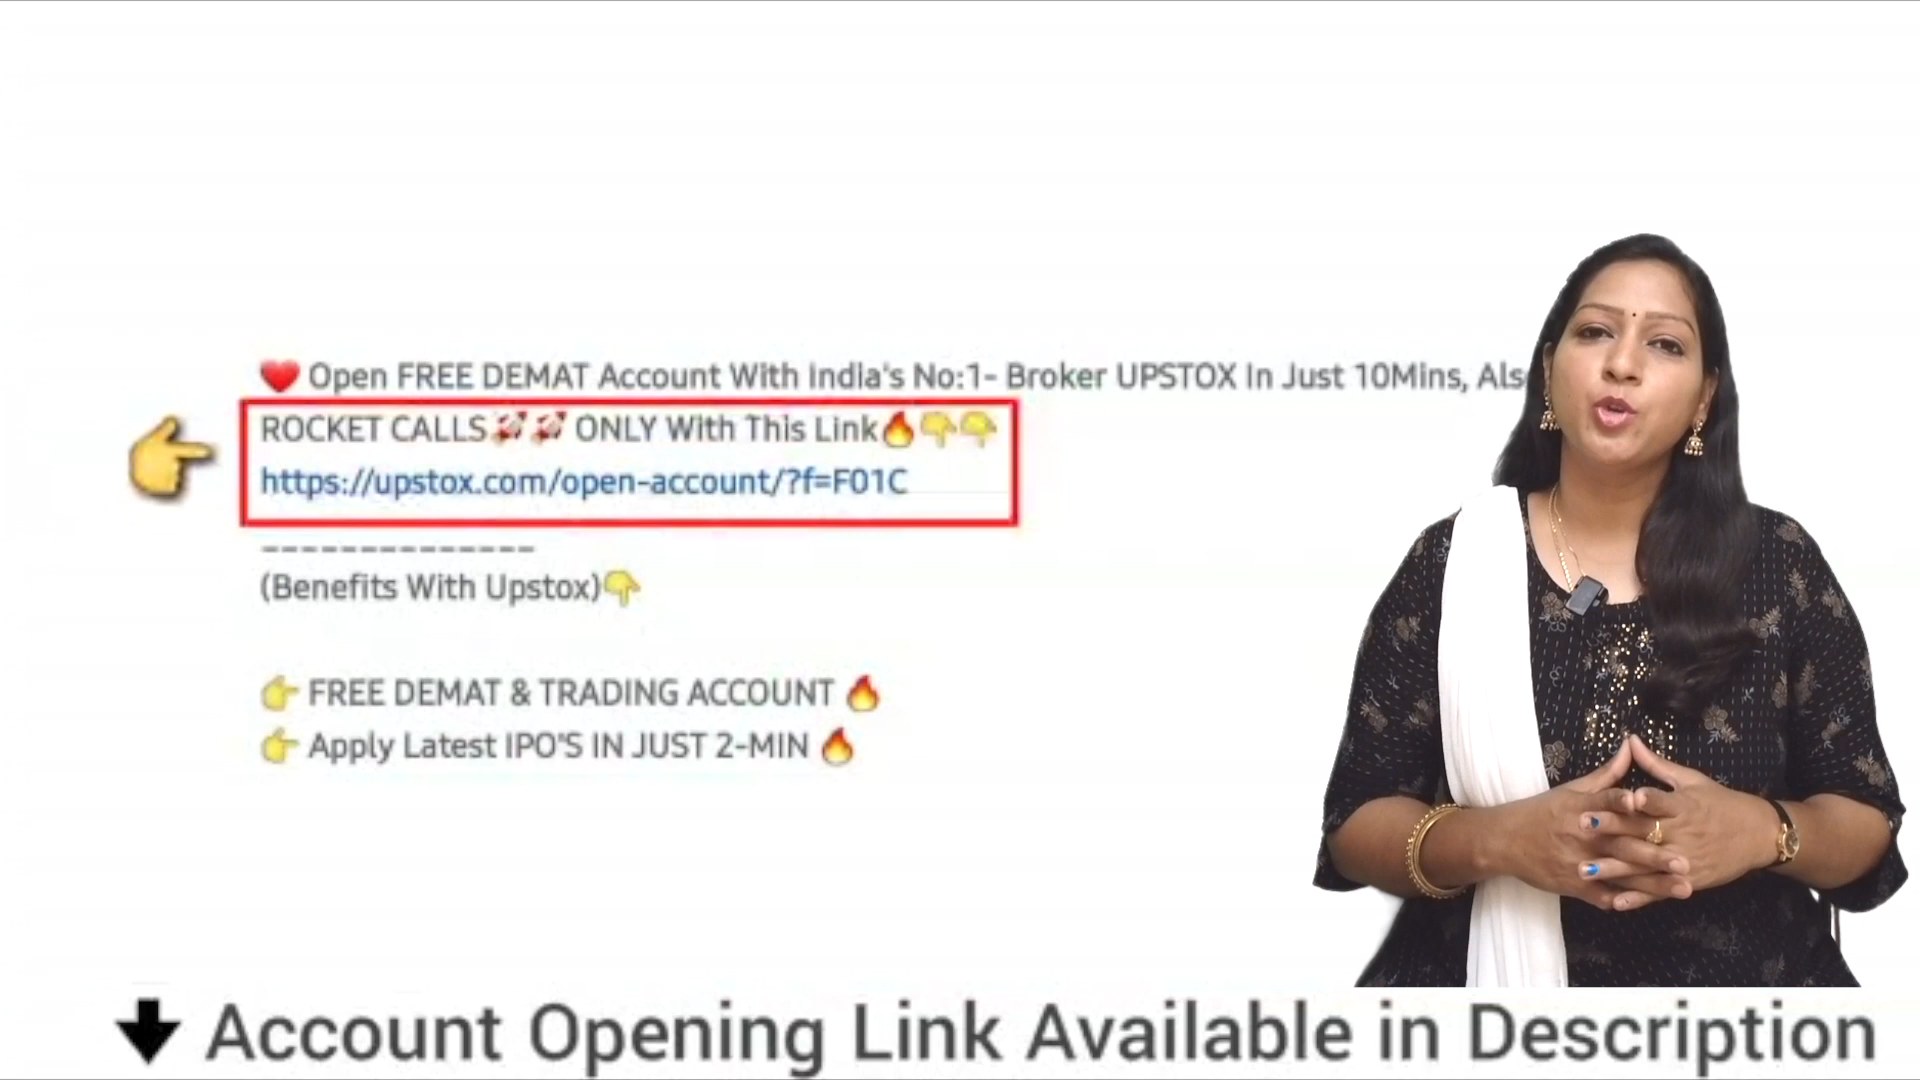 ❤️ Open FREE DEMAT Account With India's No:1- Broker UPSTOX In Just 10Mins, Als
ROCKET CALLS🚀🚀 ONLY With This Link🔥👇👇
https://upstox.com/open-account/?f=F01C
--------------
(Benefits With Upstox)👇
👉 FREE DEMAT & TRADING ACCOUNT 🔥
👉 Apply Latest IPO'S IN JUST 2-MIN 🔥
Account Opening Link Available in Description